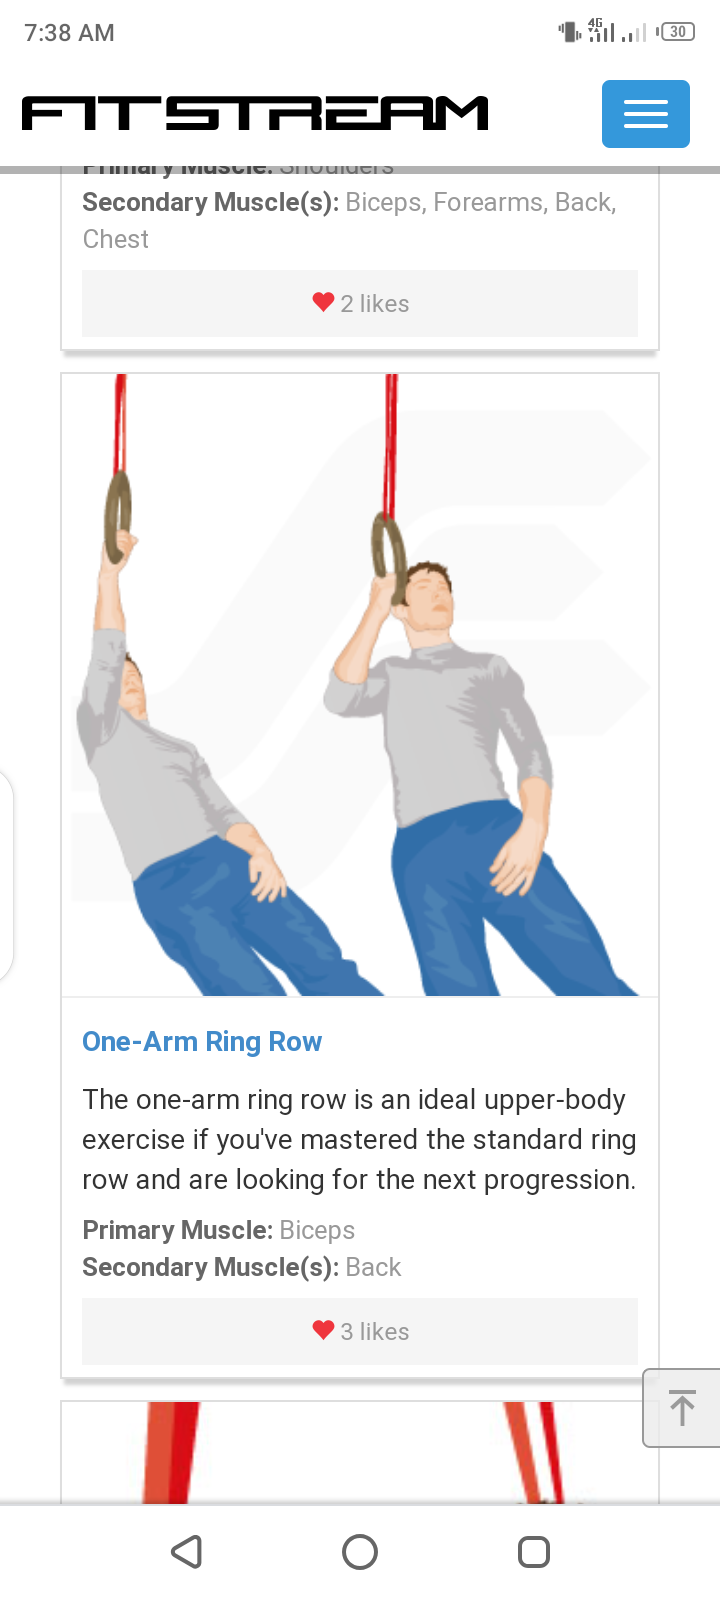 7:38 AM
4G
30
FITSTREAM
Primary Muscle: Shoulders
Secondary Muscle(s): Biceps, Forearms, Back,
Chest
2 likes
One-Arm Ring Row
The one-arm ring row is an ideal upper-body
exercise if you've mastered the standard ring
row and are looking for the next progression.
Primary Muscle: Biceps
Secondary Muscle(s): Back
3 likes